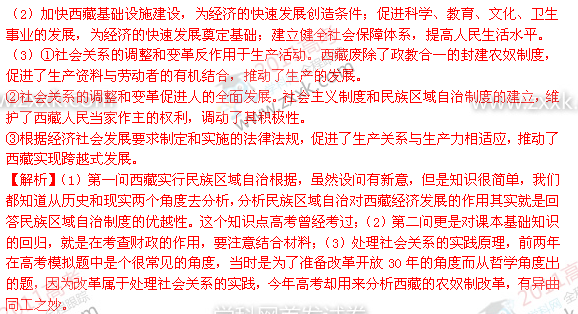 （2）加快西藏基础设施建设，为经济的快速发展创造条件；促进科学、教育、文化、卫生
事业的发展，为经济的快速发展奠定基础；建立健全社会保障体系，提高人民生活水平。
（3）①社会关系的调整和变革反作用于生产活动。西藏废除了政教合一的封建农奴制度，
促进了生产资料与劳动者的有机结合，推动了生产的发展。
②社会关系的调整和变革促进人的全面发展。社会主义制度和民族区域自治制度的建立，维
护了西藏人民当家作主的权利，调动了其积极性。
③根据经济社会发展要求制定和实施的法律法规，促进了生产关系与生产力相适应，推动了
西藏实现跨越式发展。
【解析】（1）第一问西藏实行民族区域自治根据，虽然设问有新意，但是知识很简单，我们
都知道从历史和现实两个角度去分析，分析民族区域自治对西藏经济发展的作用其实就是回
答民族区域自治制度的优越性。这个知识点高考曾经考过；（2）第二问更是对课本基础知识
的回归，就是在考查财政的作用，要注意结合材料；（3）处理社会关系的实践原理，前两年
在高考模拟题中是个很常见的角度，当时是为了准备改革开放 30 年的角度而从哲学角度出
的题，因为改革属于处理社会关系的实践，今年高考却用来分析西藏的农奴制改革，有异曲
同工之妙。